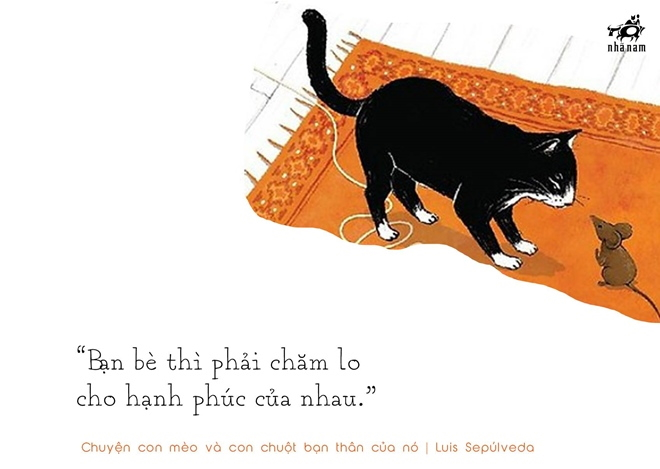 nhã nam
“Bạn bè thì phải chăm lo
cho hạnh phúc của nhau.”
Chuyện con mèo và con chuột bạn thân của nó | Luis Sepúlveda